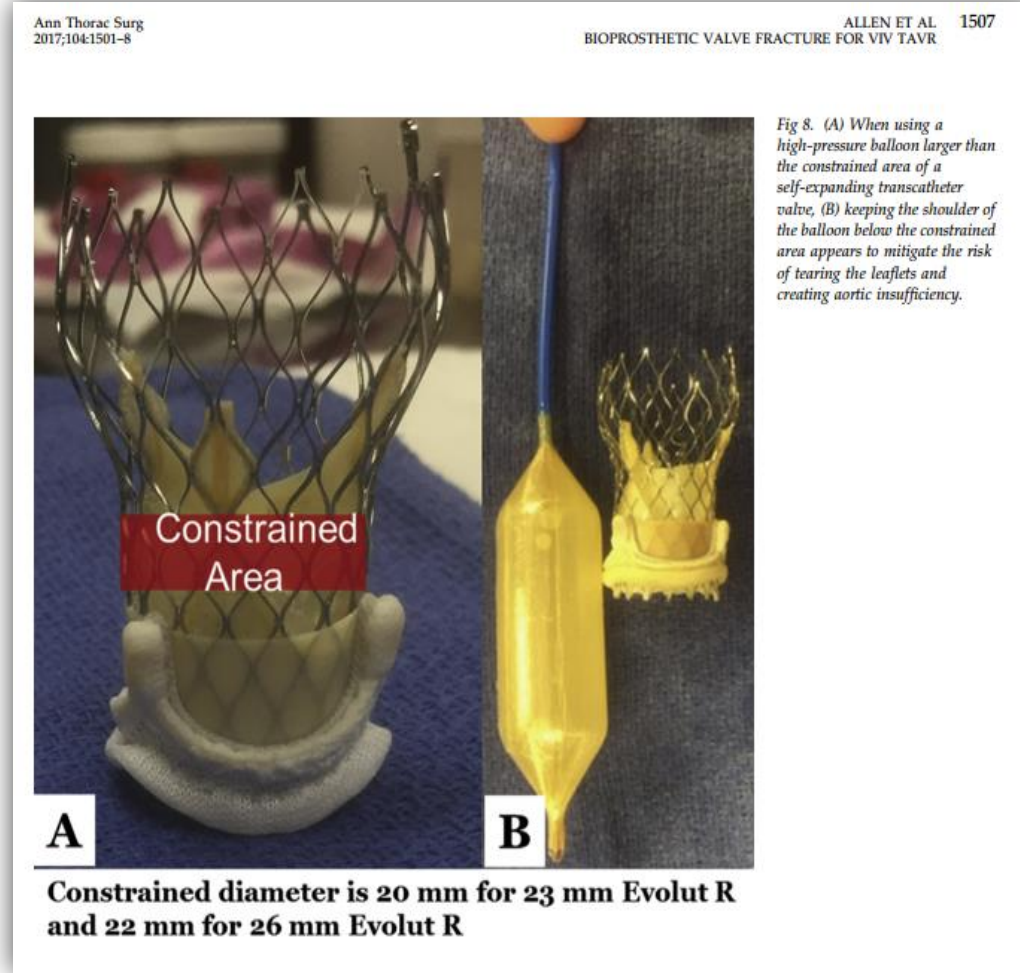 Ann Thorac Surg
2017;104:1501–8
ALLEN ET AL 1507
BIOPROSTHETIC VALVE FRACTURE FOR VIV TAVR
Constrained
Area
A
B
Fig 8. (A) When using a
high-pressure balloon larger than
the constrained area of a
self-expanding transcatheter
valve, (B) keeping the shoulder of
the balloon below the constrained
area appears to mitigate the risk
of tearing the leaflets and
creating aortic insufficiency.
Constrained diameter is 20 mm for 23 mm Evolut R
and 22 mm for 26 mm Evolut R